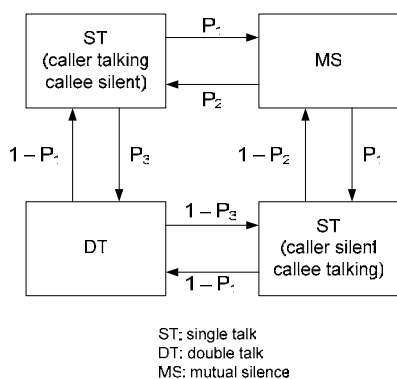 ST
(caller talking
callee silent)
P₁
MS
P₂
1 – P₁
P₃
1 – P₂
P₁
DT
1 – P₃
ST
(caller silent
callee talking)
1 – P₁
ST: single talk
DT: double talk
MS: mutual silence